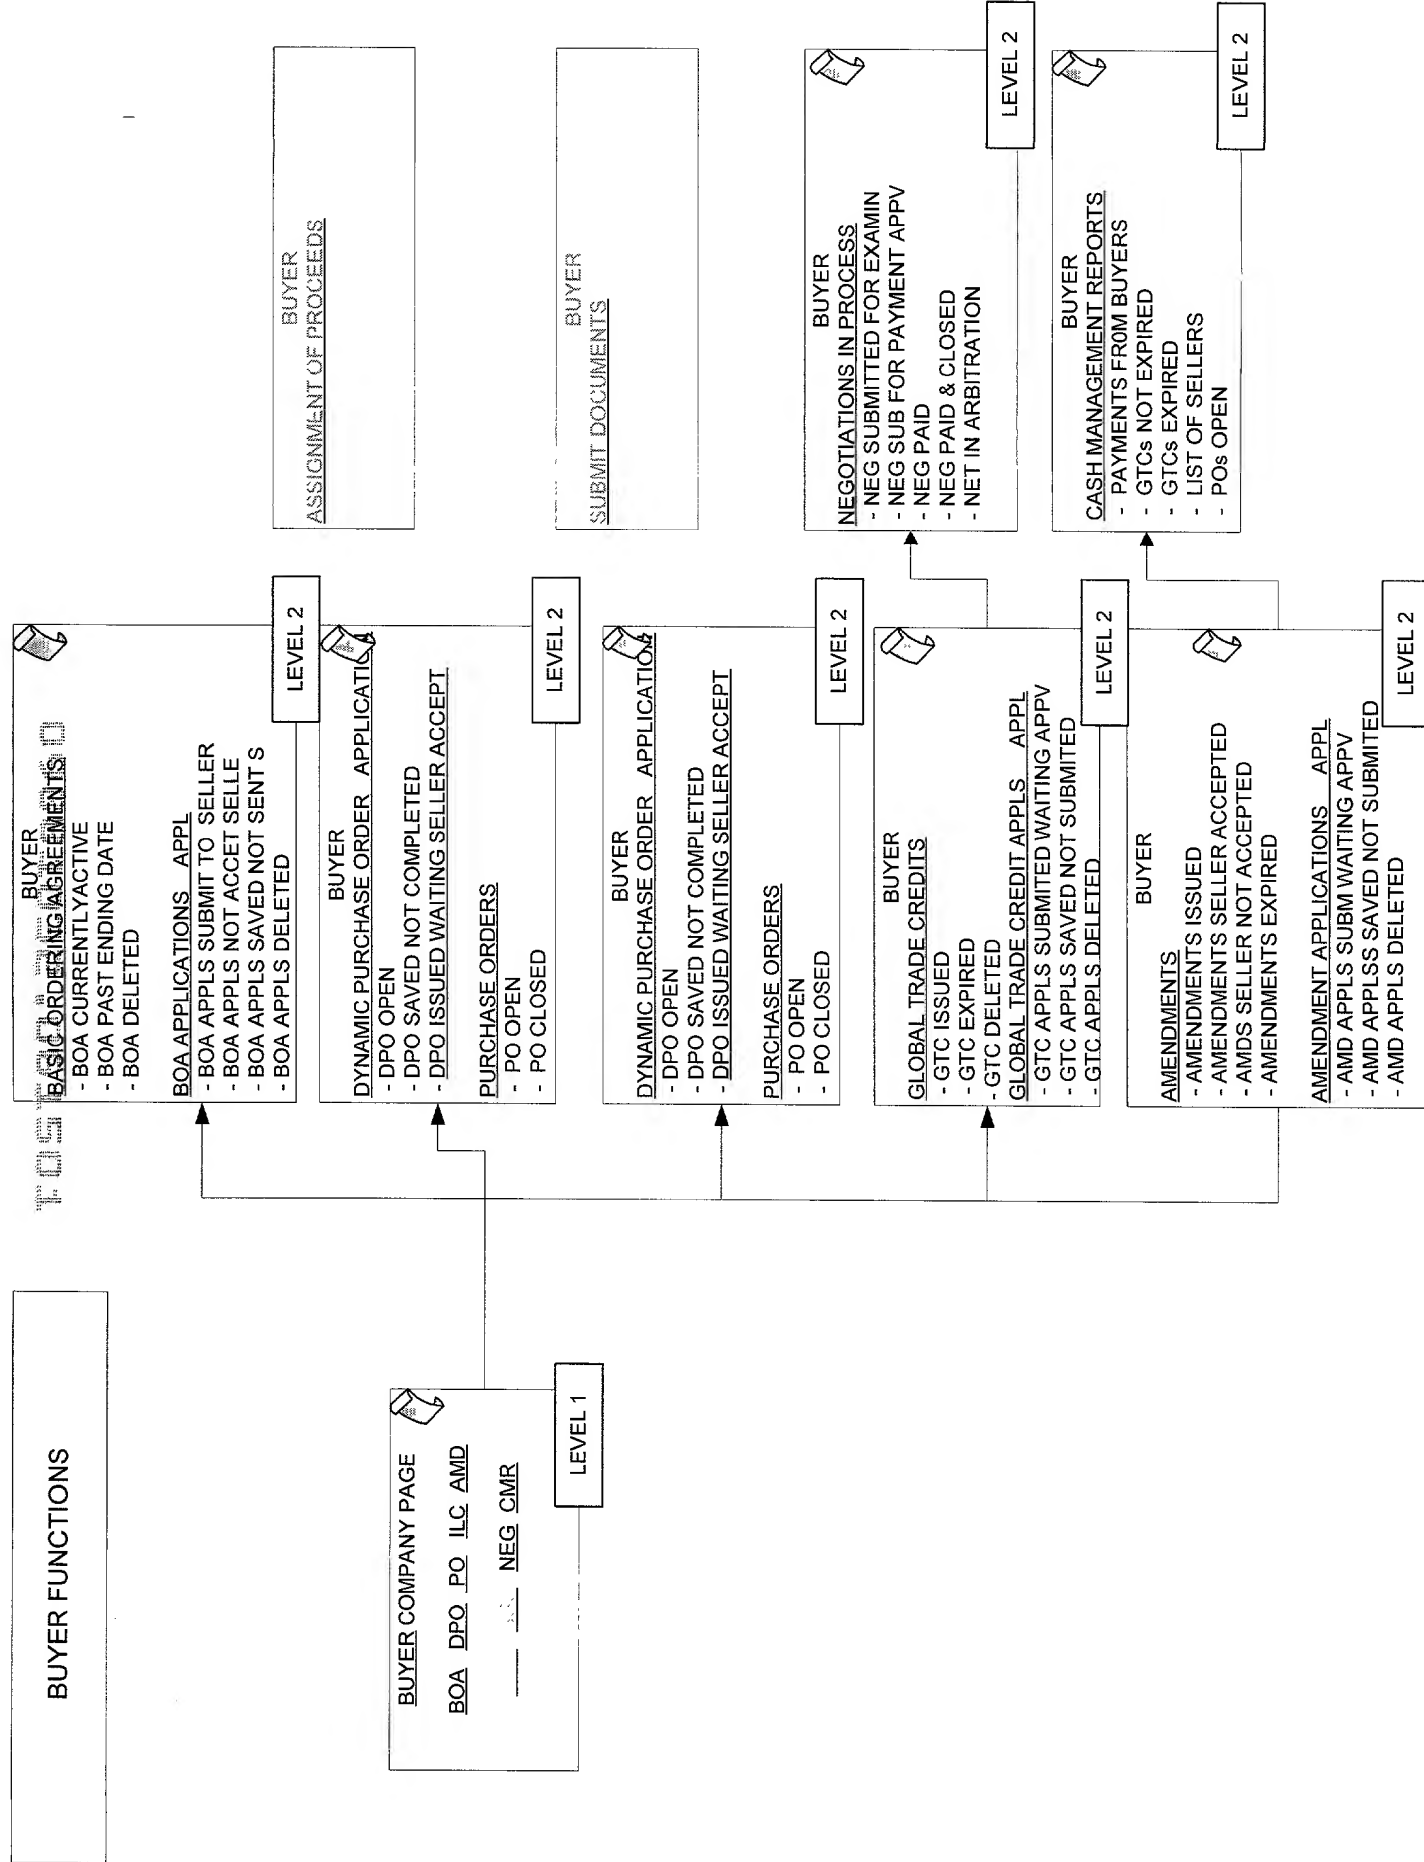 BUYER FUNCTIONS
BUYER COMPANY PAGE
BOA DPO PO ILC AMD
NEG CMR
LEVEL 1
BUYER
BASIC ORDERING AGREEMENTS
- BOA CURRENTLYACTIVE
- BOA PAST ENDING DATE
- BOA DELETED
BOA APPLICATIONS APPL
- BOA APPLS SUBMIT TO SELLER
- BOA APPLS NOT ACCET SELLE
- BOA APPLS SAVED NOT SENT S
- BOA APPLS DELETED
LEVEL 2
BUYER
DYNAMIC PURCHASE ORDER APPLICATION
- DPO OPEN
- DPO SAVED NOT COMPLETED
- DPO ISSUED WAITING SELLER ACCEPT
PURCHASE ORDERS
- PO OPEN
- PO CLOSED
LEVEL 2
BUYER
DYNAMIC PURCHASE ORDER APPLICATION
- DPO OPEN
- DPO SAVED NOT COMPLETED
- DPO ISSUED WAITING SELLER ACCEPT
PURCHASE ORDERS
- PO OPEN
- PO CLOSED
LEVEL 2
BUYER
GLOBAL TRADE CREDITS
- GTC ISSUED
- GTC EXPIRED
- GTC DELETED
GLOBAL TRADE CREDIT APPLS APPL
- GTC APPLS SUBMITED WAITING APPV
- GTC APPLS SAVED NOT SUBMITED
- GTC APPLS DELETED
LEVEL 2
BUYER
AMENDMENTS
- AMENDMENTS ISSUED
- AMENDMENTS SELLER ACCEPTED
- AMDS SELLER NOT ACCEPTED
- AMENDMENTS EXPIRED
AMENDMENT APPLICATIONS APPL
- AMD APPLS SUBM WAITING APPV
- AMD APPLSS SAVED NOT SUBMITED
- AMD APPLS DELETED
LEVEL 2
BUYER
ASSIGNMENT OF PROCEEDS
BUYER
SUBMIT DOCUMENTS
BUYER
NEGOTIATIONS IN PROCESS
- NEG SUBMITTED FOR EXAMIN
- NEG SUB FOR PAYMENT APPV
- NEG PAID
- NEG PAID & CLOSED
- NET IN ARBITRATION
LEVEL 2
BUYER
CASH MANAGEMENT REPORTS
- PAYMENTS FROM BUYERS
- GTCs NOT EXPIRED
- GTCs EXPIRED
- LIST OF SELLERS
- POs OPEN
LEVEL 2